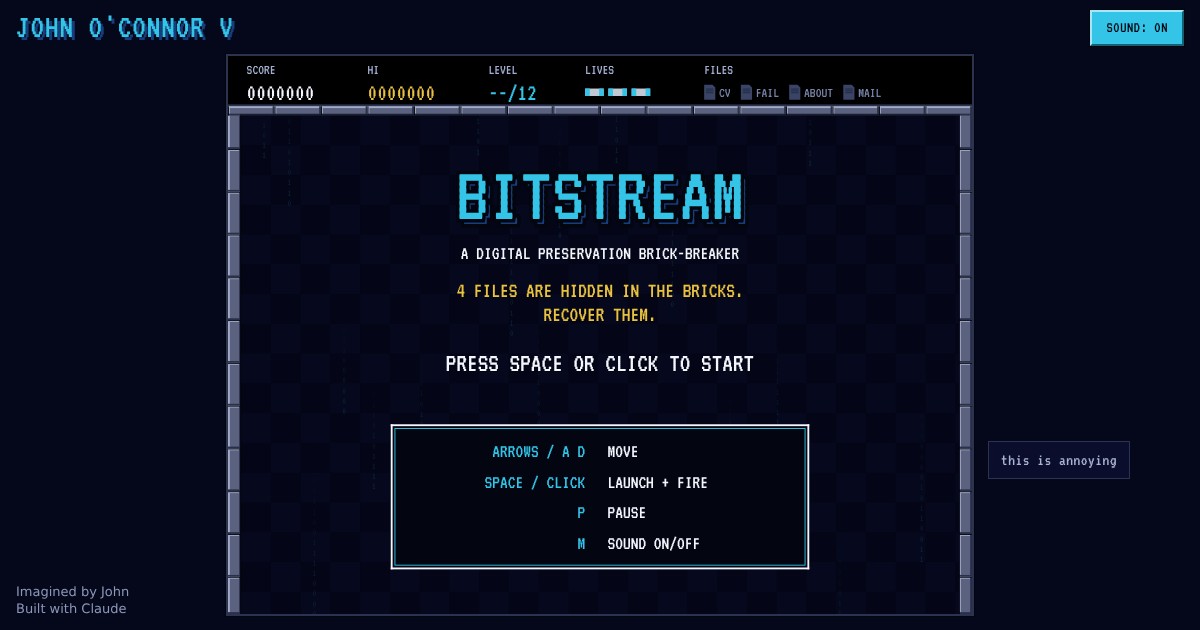 JOHN O'CONNOR V
SOUND: ON
SCORE HI LEVEL LIVES FILES
0000000 0000000 --/12 CV FAIL ABOUT MAIL
BITSTREAM
A DIGITAL PRESERVATION BRICK-BREAKER
4 FILES ARE HIDDEN IN THE BRICKS.
RECOVER THEM.
PRESS SPACE OR CLICK TO START
ARROWS / A D MOVE
SPACE / CLICK LAUNCH + FIRE
P PAUSE
M SOUND ON/OFF
this is annoying
Imagined by John
Built with Claude